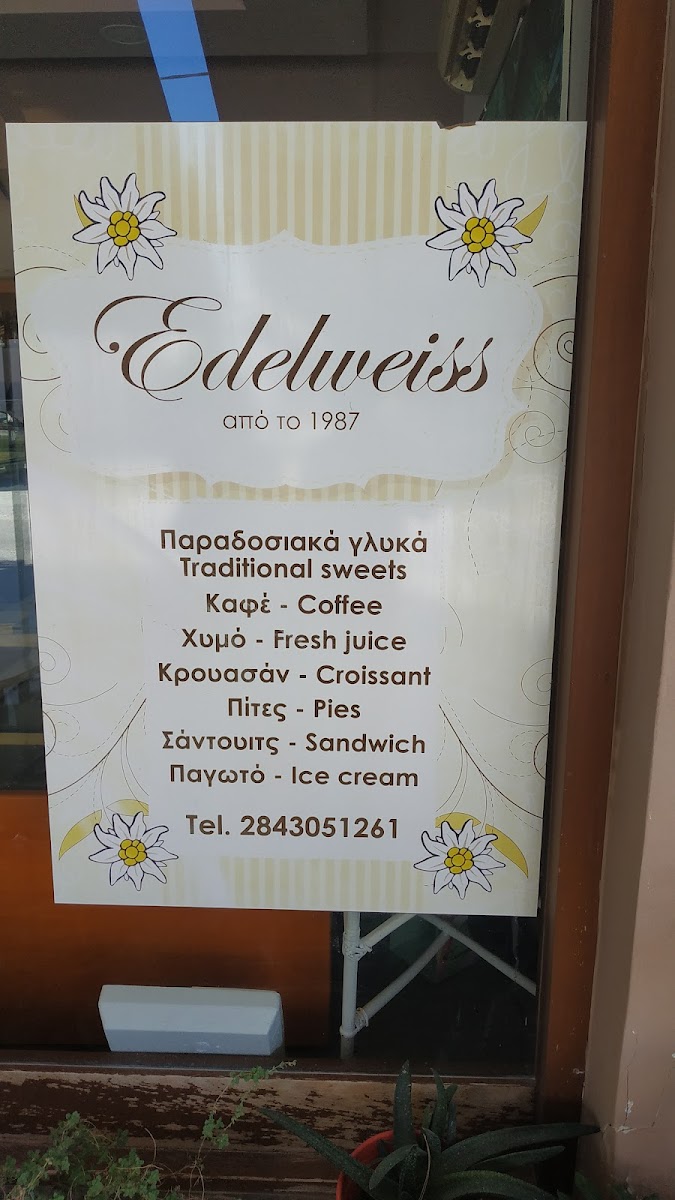 Edelweiss
από το 1987
Παραδοσιακά γλυκά
Traditional sweets
Καφέ - Coffee
Χυμό - Fresh juice
Κρουασάν - Croissant
Πίτες - Pies
Σάντουιτς - Sandwich
Παγωτό - Ice cream
Tel. 2843051261